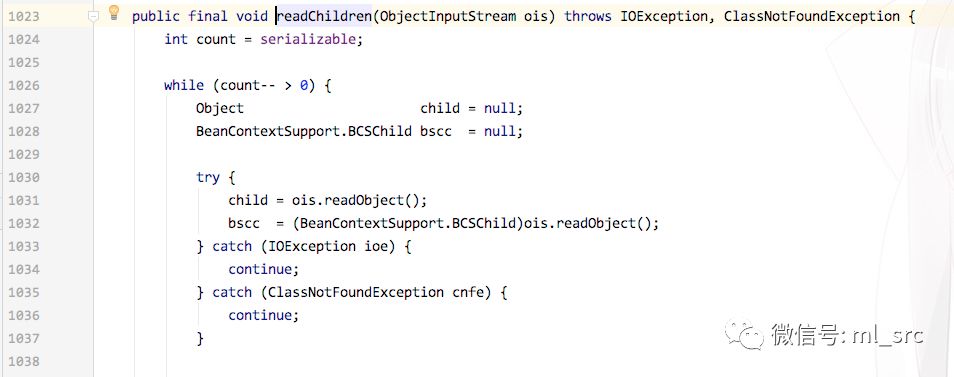 1023 public final void readChildren(ObjectInputStream ois) throws IOException, ClassNotFoundException {
1024 int count = serializable;
1025
1026 while (count-- > 0) {
1027 Object child = null;
1028 BeanContextSupport.BCSChild bscc = null;
1029
1030 try {
1031 child = ois.readObject();
1032 bscc = (BeanContextSupport.BCSChild)ois.readObject();
1033 } catch (IOException ioe) {
1034 continue;
1035 } catch (ClassNotFoundException cnfe) {
1036 continue;
1037 }
1038
微信号: ml_src